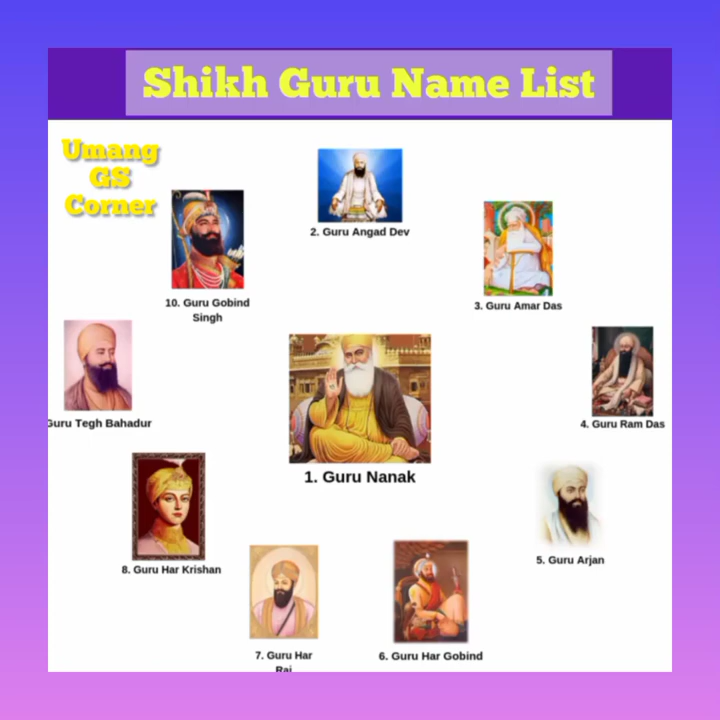 Shikh Guru Name List
Umang
GS
Corner
2. Guru Angad Dev
3. Guru Amar Das
10. Guru Gobind
Singh
4. Guru Ram Das
Guru Tegh Bahadur
1. Guru Nanak
5. Guru Arjan
8. Guru Har Krishan
7. Guru Har
Rai
6. Guru Har Gobind